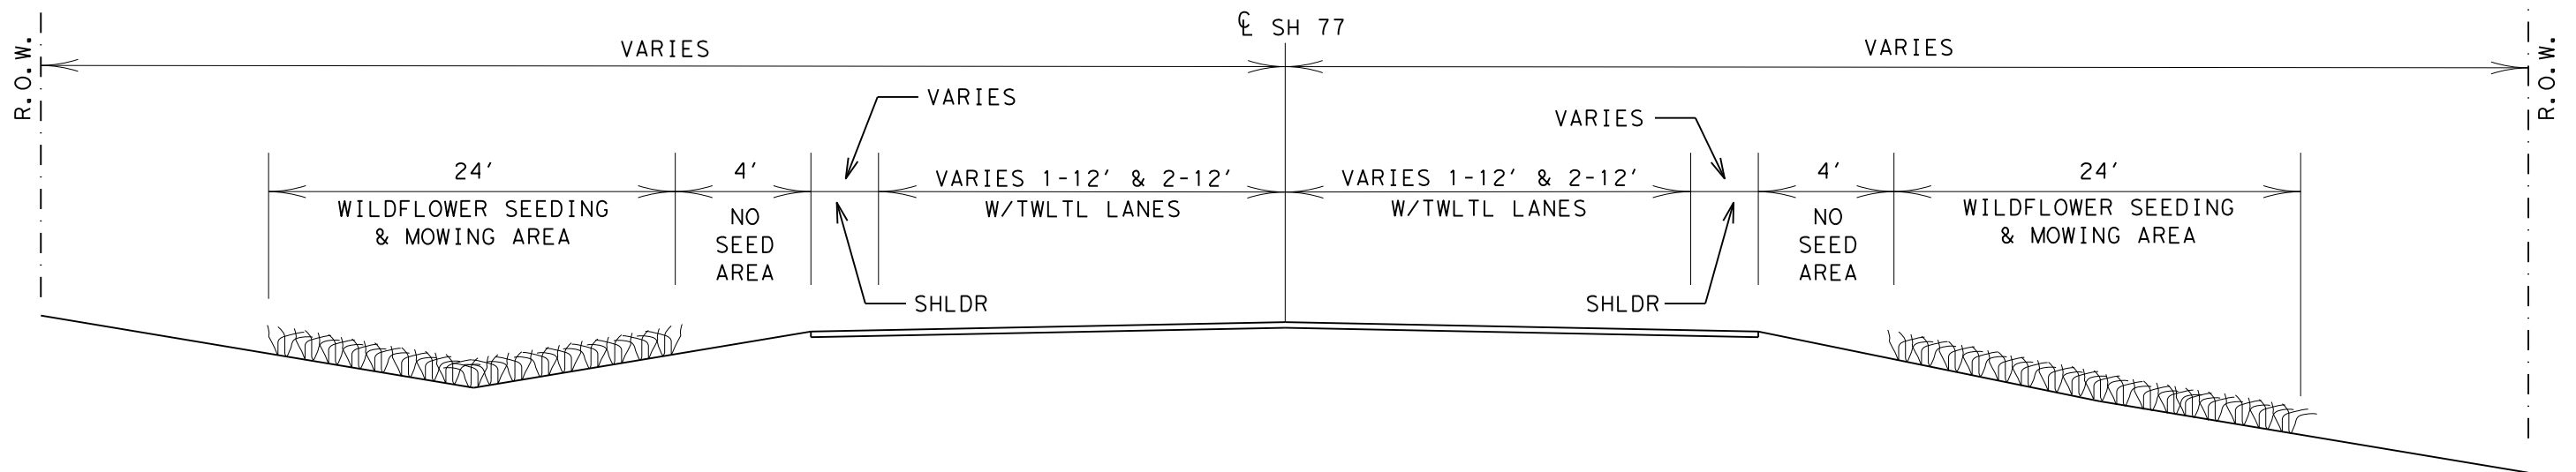 ℄ SH 77
R.O.W.
VARIES
VARIES
R.O.W.
VARIES
VARIES
24'
4'
VARIES 1-12' & 2-12'
VARIES 1-12' & 2-12'
4'
24'
WILDFLOWER SEEDING
& MOWING AREA
NO
SEED
AREA
W/TWLTL LANES
W/TWLTL LANES
NO
SEED
AREA
WILDFLOWER SEEDING
& MOWING AREA
SHLDR
SHLDR